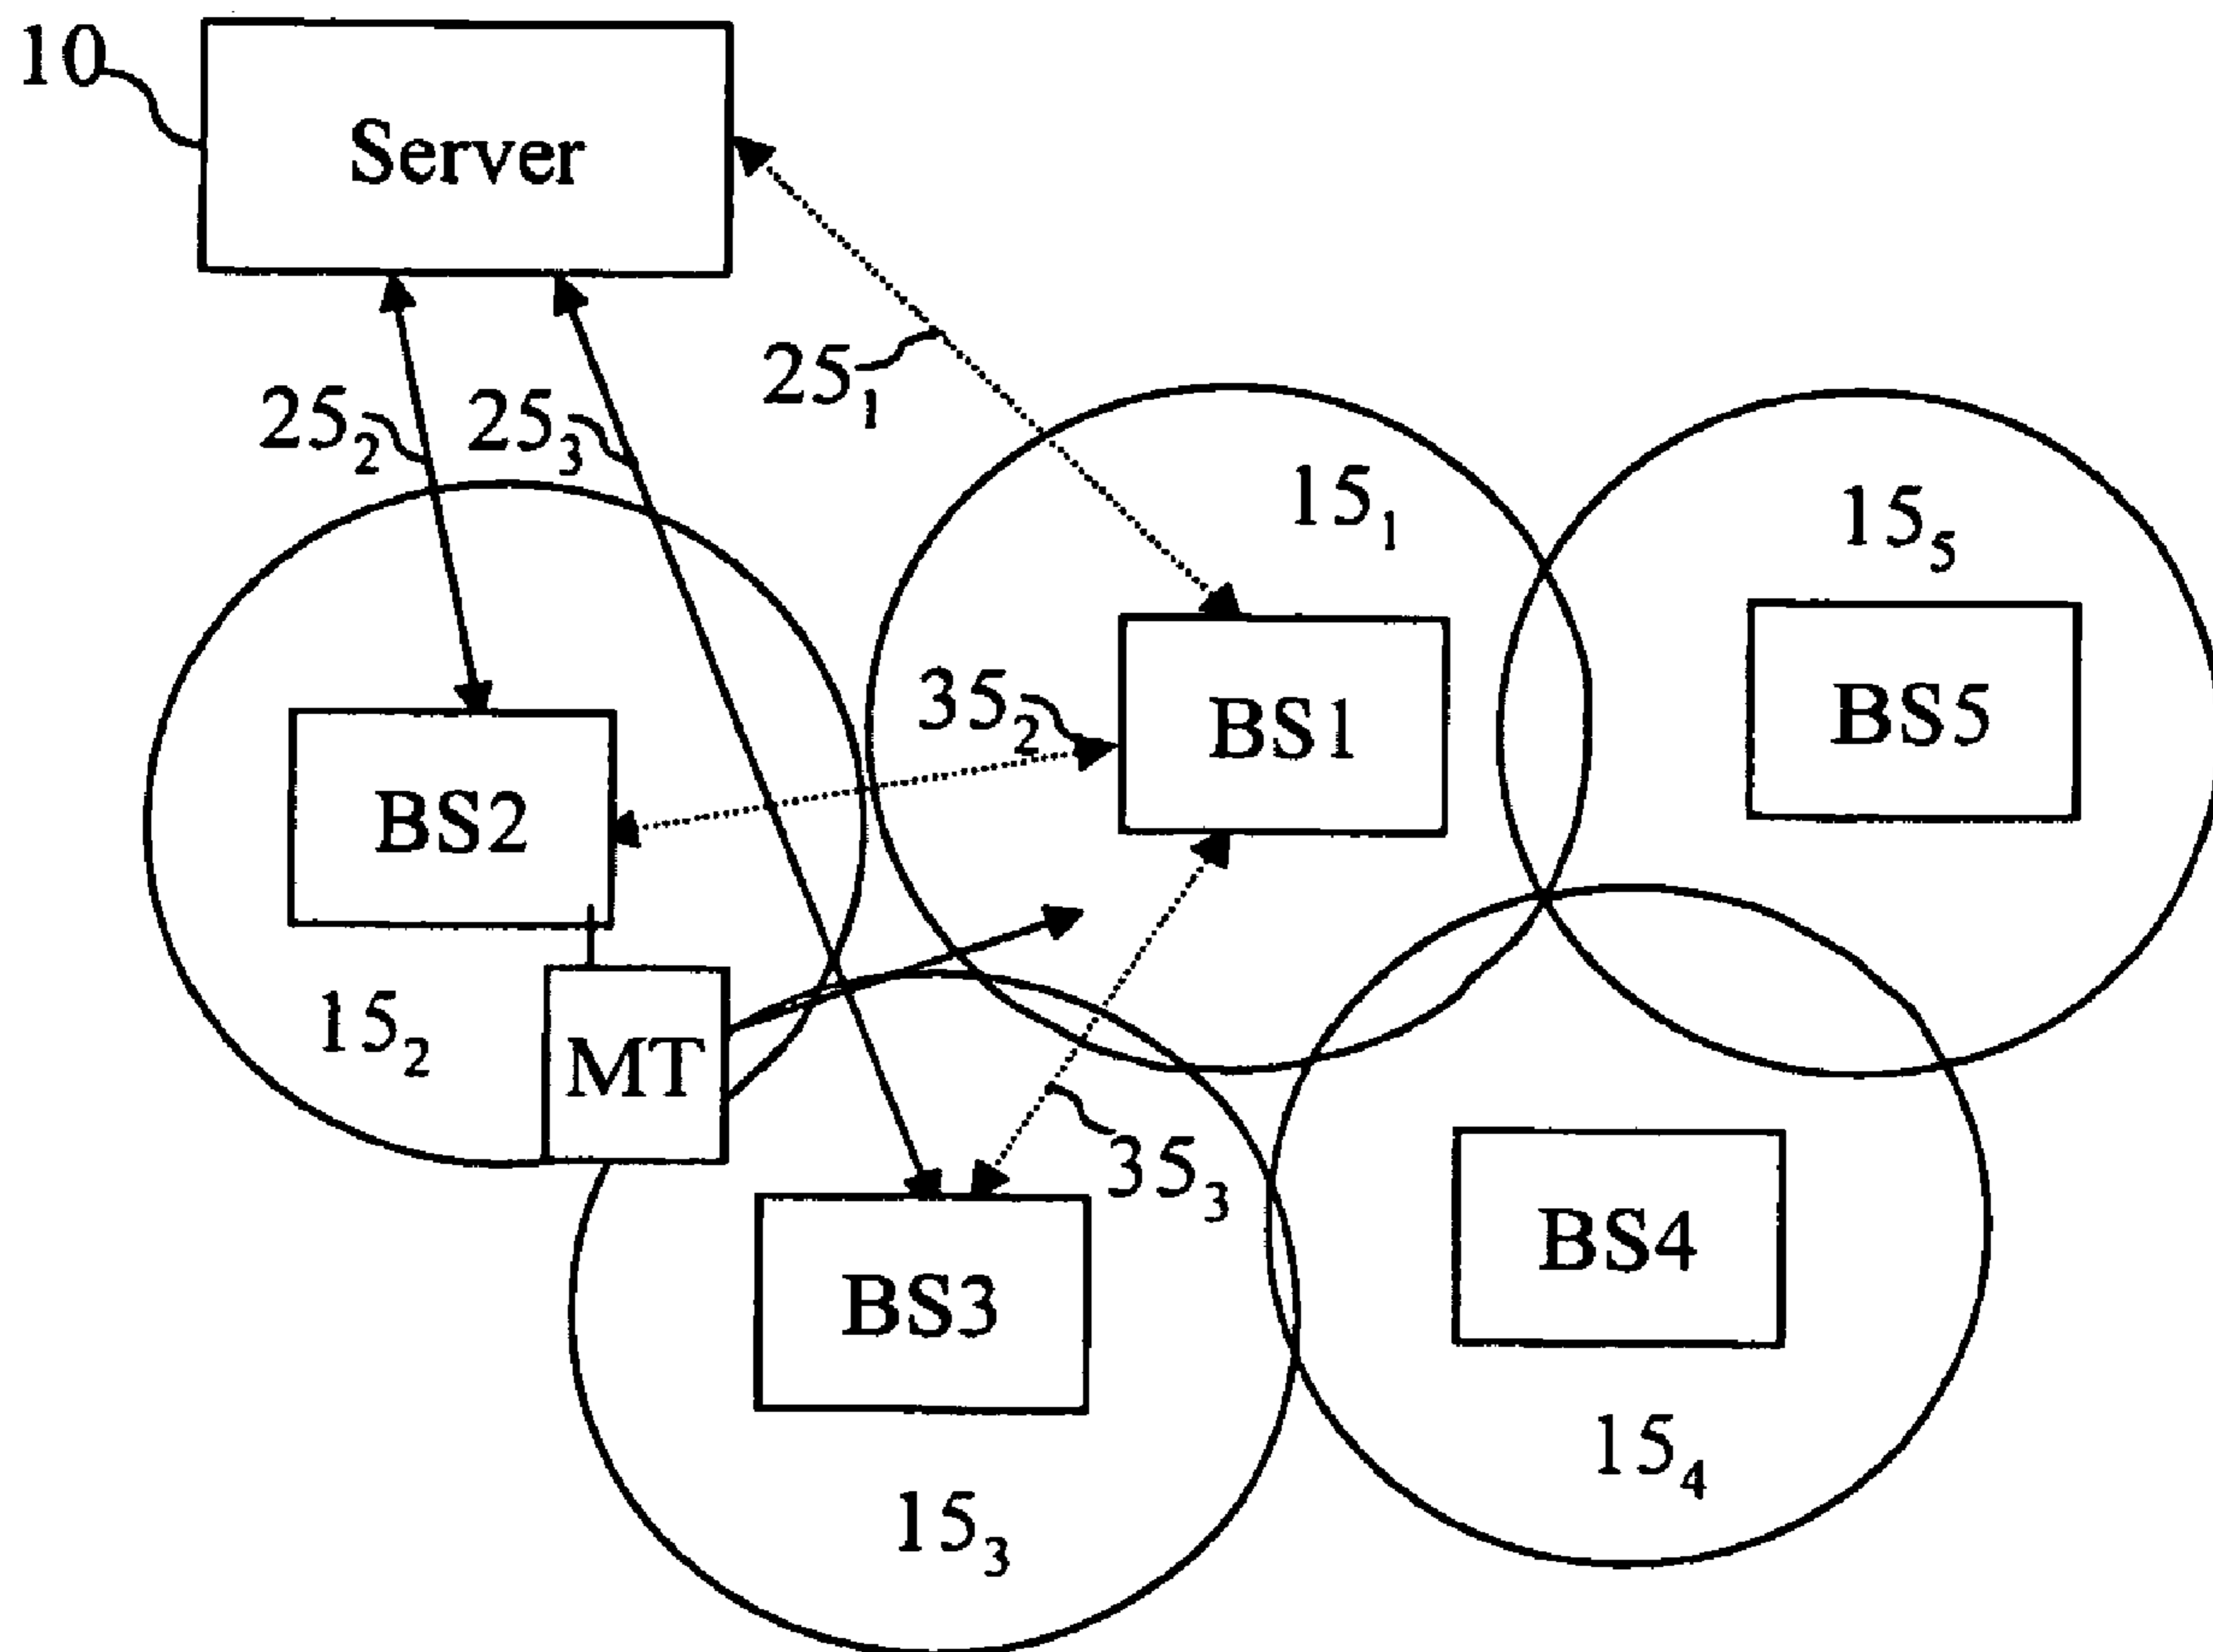 10
Server
25₁
25₂
25₃
15₁
15₅
35₂
BS1
BS5
BS2
15₂
MT
35₃
BS3
BS4
15₄
15₃